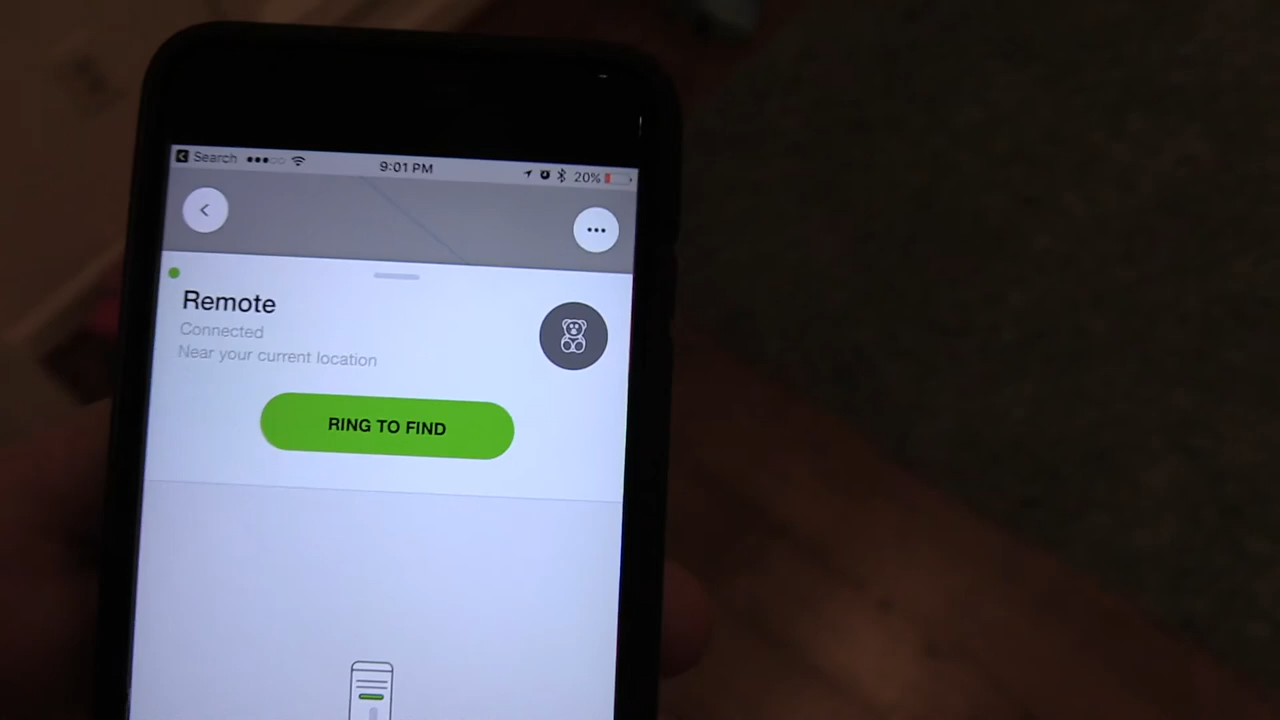 Search 9:01 PM 20%
Remote
Connected
Near your current location
RING TO FIND